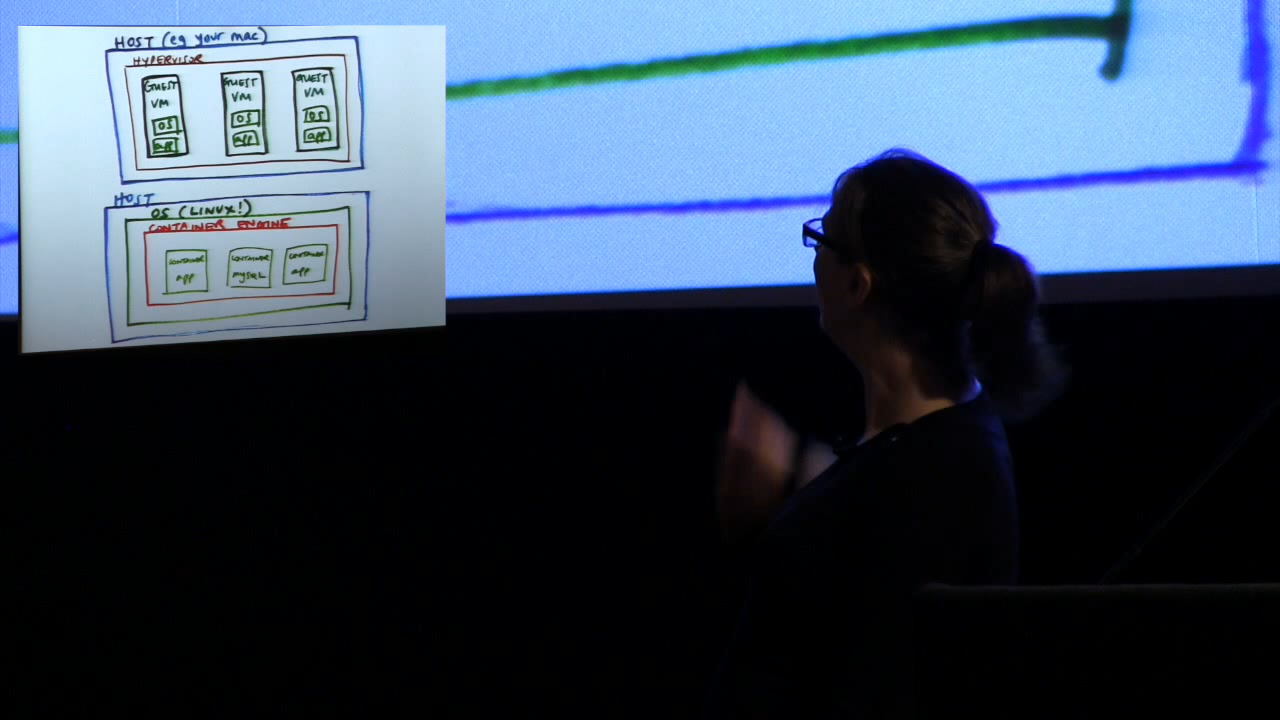 HOST (eg your mac)
HYPERVISOR
GUEST VM OS app
GUEST VM OS app
GUEST VM OS app
HOST
OS (LINUX!)
CONTAINER ENGINE
CONTAINER app
CONTAINER mySQL
CONTAINER app